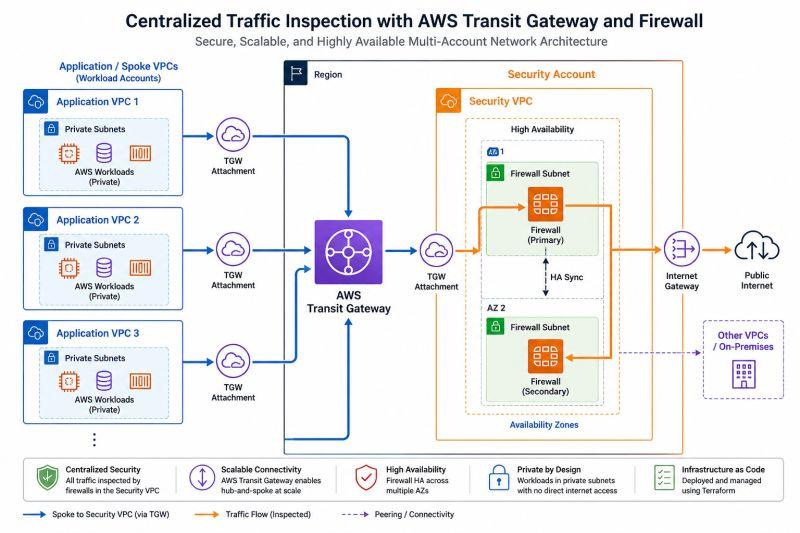 Centralized Traffic Inspection with AWS Transit Gateway and Firewall
Secure, Scalable, and Highly Available Multi-Account Network Architecture
Application / Spoke VPCs
(Workload Accounts)
Application VPC 1
Private Subnets
AWS Workloads
(Private)
TGW
Attachment
Application VPC 2
Private Subnets
AWS Workloads
(Private)
TGW
Attachment
Application VPC 3
Private Subnets
AWS Workloads
(Private)
TGW
Attachment
Region
AWS
Transit Gateway
Security Account
Security VPC
TGW
Attachment
High Availability
1
Firewall Subnet
Firewall
(Primary)
HA Sync
AZ 2
Firewall Subnet
Firewall
(Secondary)
Availability Zones
Internet
Gateway
Public
Internet
Other VPCs
/ On-Premises
Centralized Security
All traffic inspected by
firewalls in the Security VPC
Scalable Connectivity
AWS Transit Gateway enables
hub-and-spoke at scale
High Availability
Firewall HA across
multiple AZs
Private by Design
Workloads in private subnets
with no direct internet access
Infrastructure as Code
Deployed and managed
using Terraform
Spoke to Security VPC (via TGW)
Traffic Flow (Inspected)
Peering / Connectivity